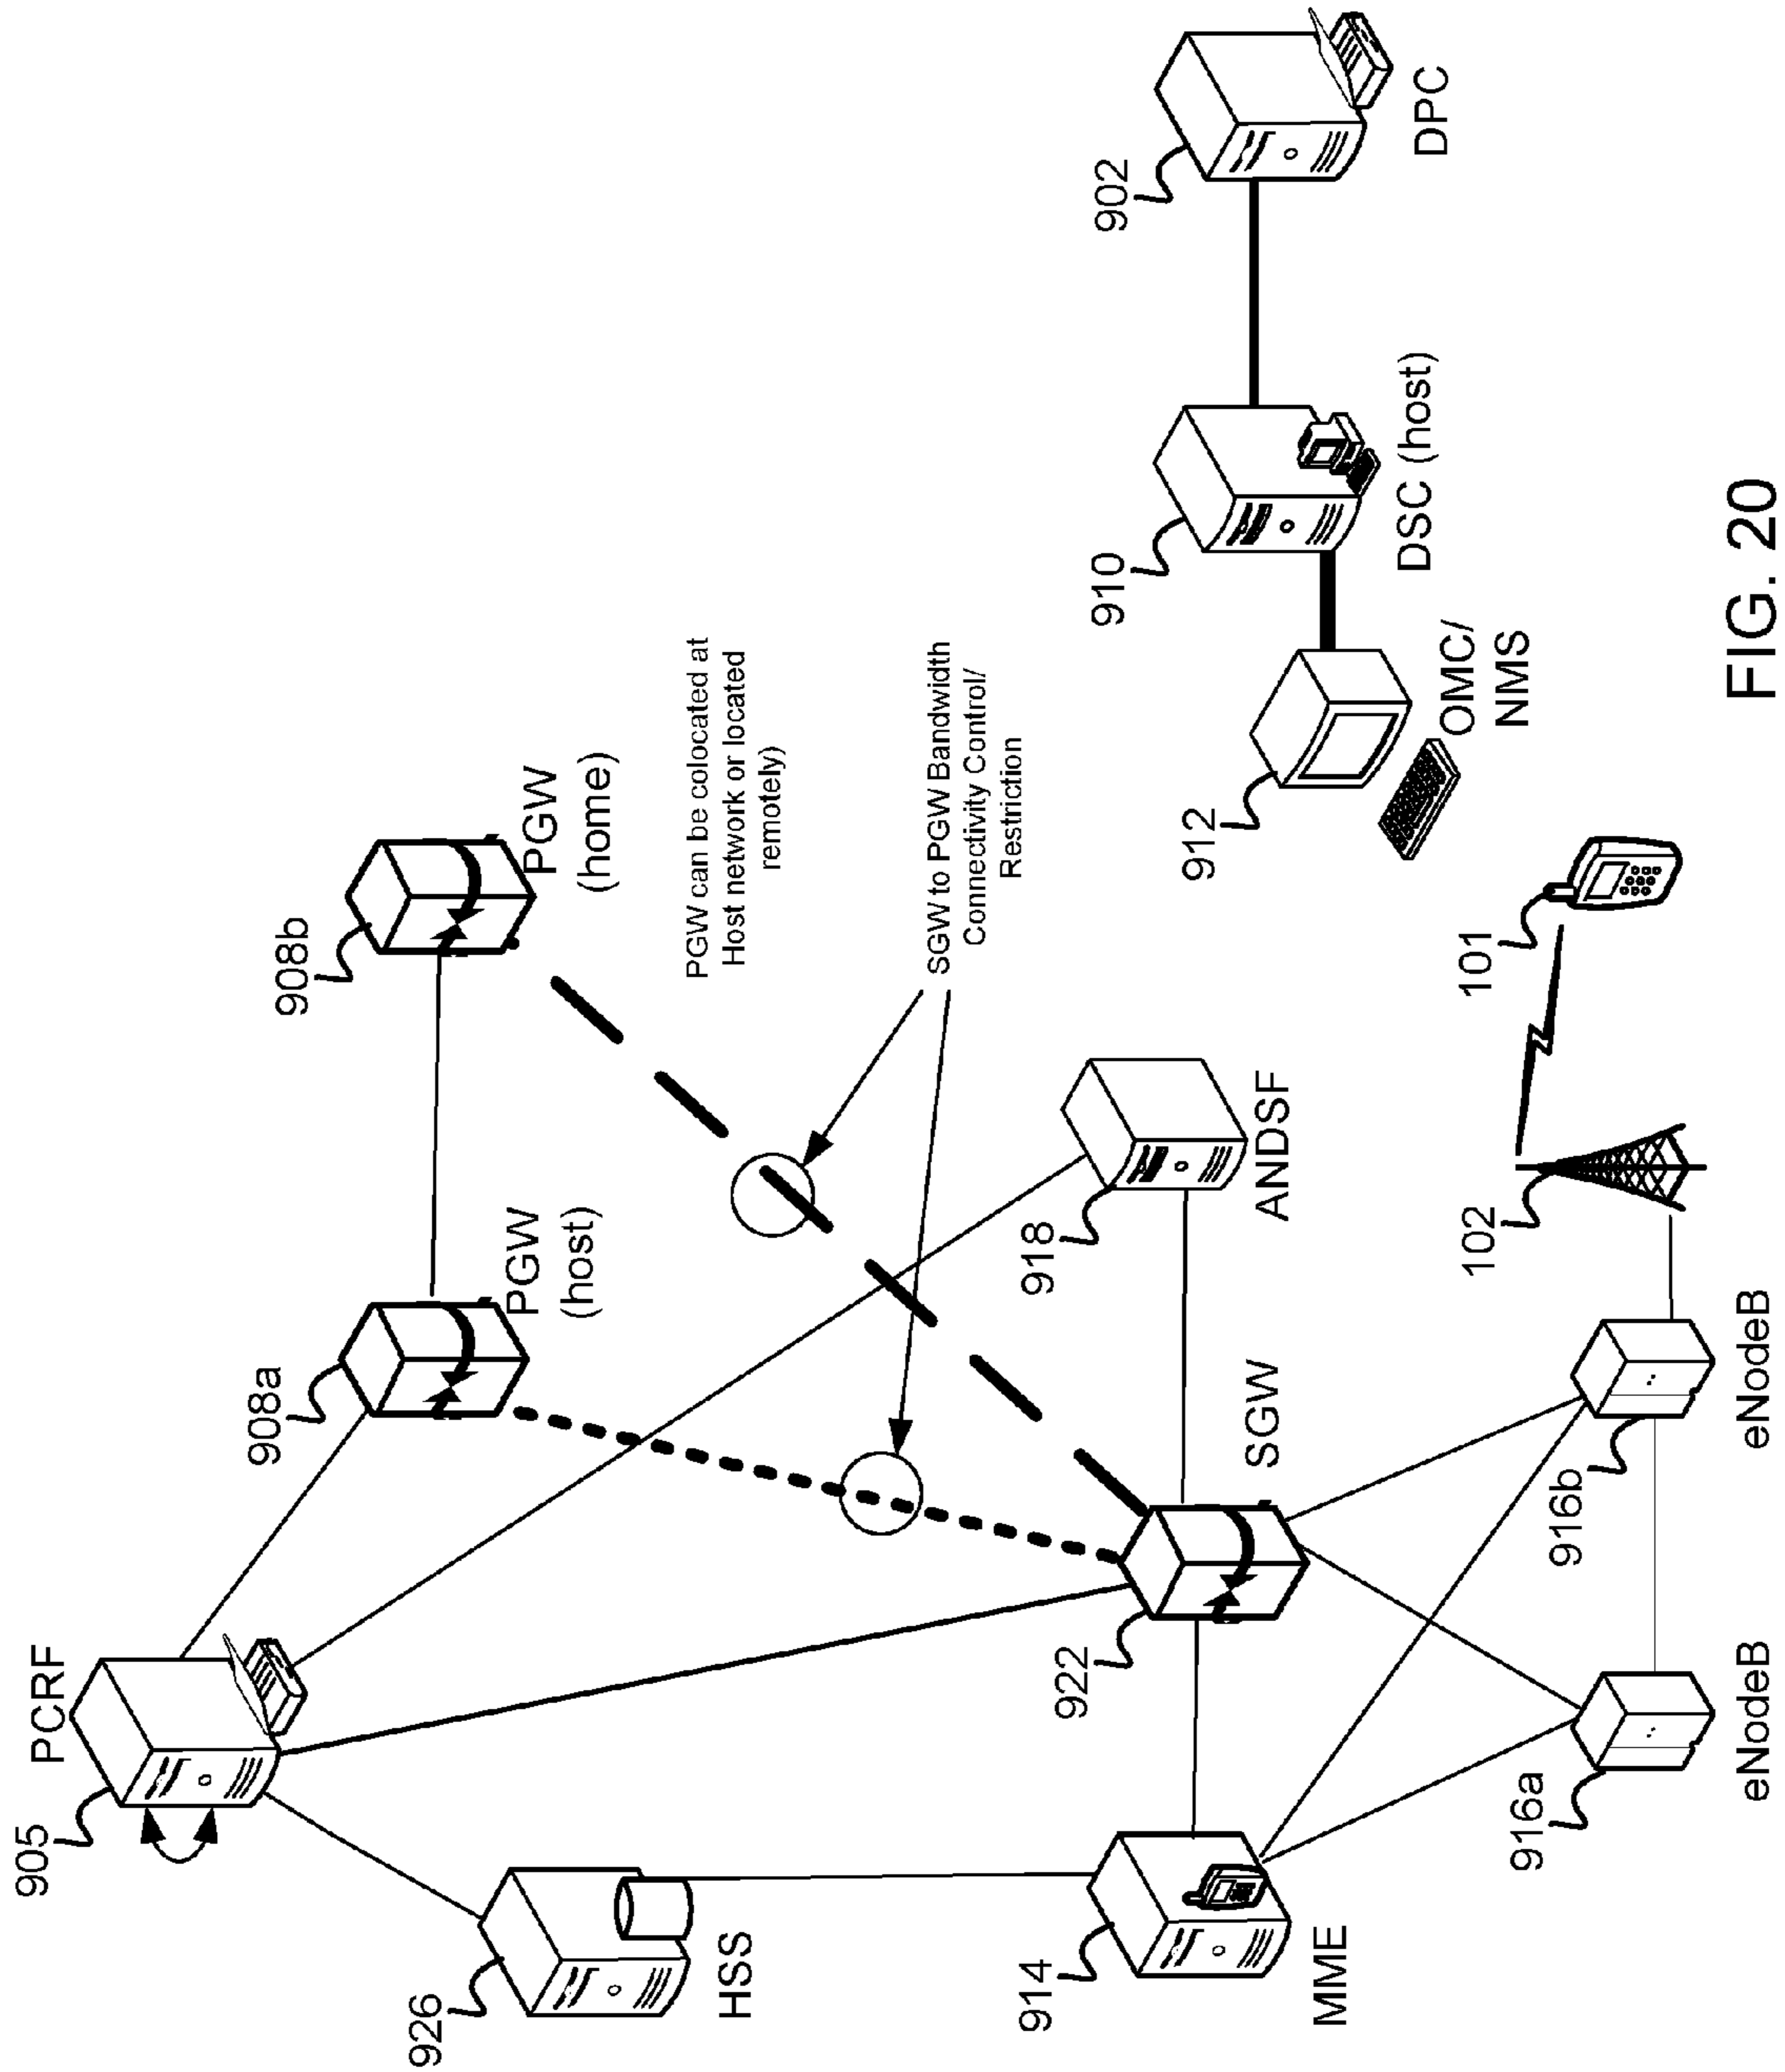 905
PCRF
908a
PGW
(host)
908b
PGW
(home)
926
HSS
PGW can be colocated at
Host network or located
remotely)
SGW to PGW Bandwidth
Connectivity Control/
Restriction
914
MME
922
SGW
918
ANDSF
912
OMC/
NMS
910
DSC (host)
902
DPC
916a
eNodeB
916b
eNodeB
102
101
FIG. 20